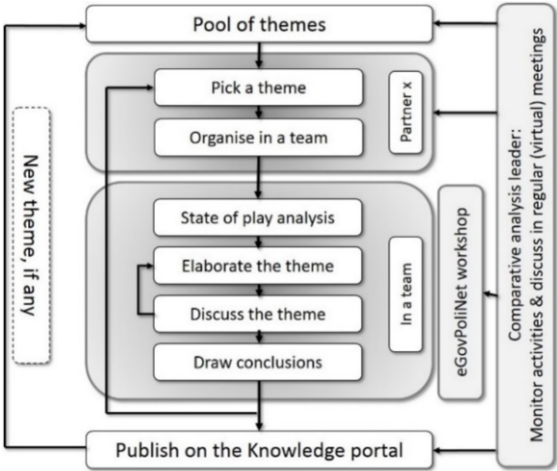 Pool of themes
Pick a theme
Organise in a team
Partner x
State of play analysis
Elaborate the theme
Discuss the theme
Draw conclusions
In a team
Publish on the Knowledge portal
New theme, if any
eGovPoliNet workshop
Comparative analysis leader:
Monitor activities & discuss in regular (virtual) meetings